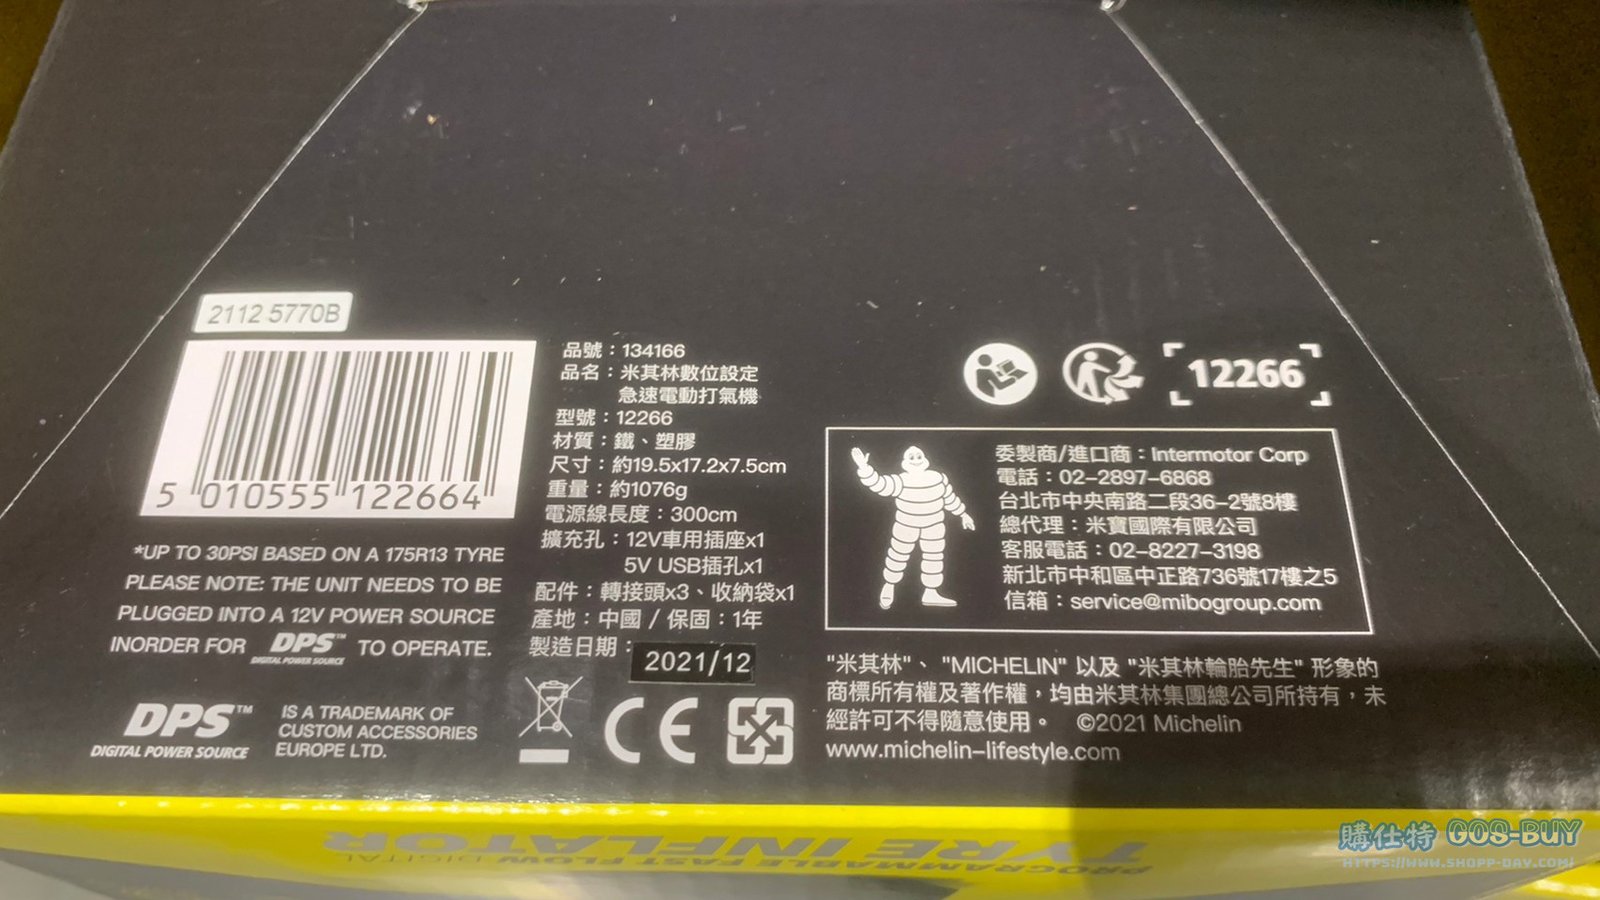 2112 5770B
5 010555 122664
*UP TO 30PSI BASED ON A 175R13 TYRE
PLEASE NOTE: THE UNIT NEEDS TO BE
PLUGGED INTO A 12V POWER SOURCE
INORDER FOR DPS™ TO OPERATE.
DIGITAL POWER SOURCE
DPS™
DIGITAL POWER SOURCE
IS A TRADEMARK OF
CUSTOM ACCESSORIES
EUROPE LTD.
品號：134166
品名：米其林數位設定
急速電動打氣機
型號：12266
材質：鐵、塑膠
尺寸：約19.5x17.2x7.5cm
重量：約1076g
電源線長度：300cm
擴充孔：12V車用插座x1
5V USB插孔x1
配件：轉接頭x3、收納袋x1
產地：中國 / 保固：1年
製造日期：2021/12
CE
12266
委製商/進口商：Intermotor Corp
電話：02-2897-6868
台北市中央南路二段36-2號8樓
總代理：米寶國際有限公司
客服電話：02-8227-3198
新北市中和區中正路736號17樓之5
信箱：service@mibogroup.com
"米其林"、 "MICHELIN" 以及 "米其林輪胎先生" 形象的
商標所有權及著作權，均由米其林集團總公司所持有，未
經許可不得隨意使用。 ©2021 Michelin
www.michelin-lifestyle.com
PROGRAMMABLE FAST FLOW DIGITAL
TYRE INFLATOR
購仕特 GOS-BUY
HTTPS://WWW.SHOPP-DAY.COM/